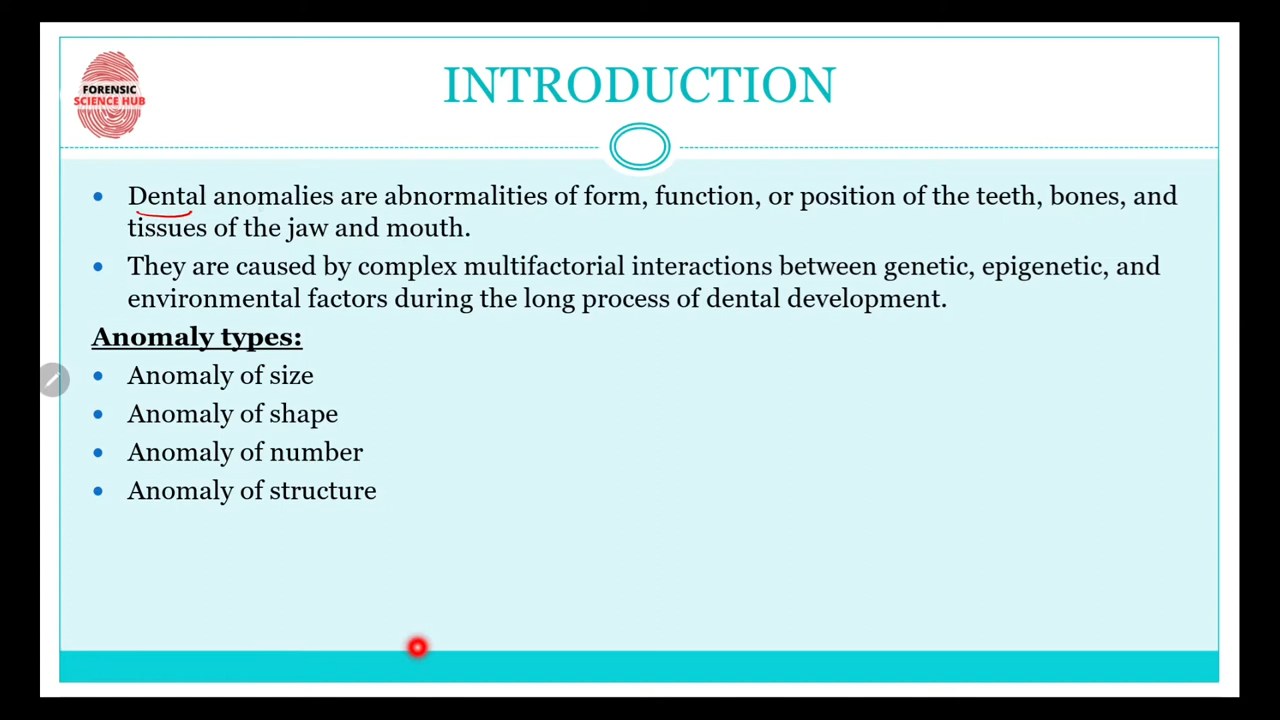 FORENSIC
SCIENCE HUB
INTRODUCTION
• Dental anomalies are abnormalities of form, function, or position of the teeth, bones, and
tissues of the jaw and mouth.
• They are caused by complex multifactorial interactions between genetic, epigenetic, and
environmental factors during the long process of dental development.
Anomaly types:
• Anomaly of size
• Anomaly of shape
• Anomaly of number
• Anomaly of structure